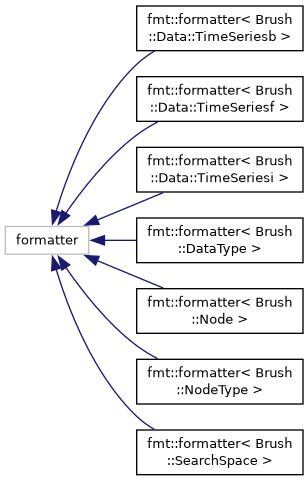 fmt::formatter< Brush
::Data::TimeSeriesb >
fmt::formatter< Brush
::Data::TimeSeriesf >
fmt::formatter< Brush
::Data::TimeSeriesi >
formatter
fmt::formatter< Brush
::DataType >
fmt::formatter< Brush
::Node >
fmt::formatter< Brush
::NodeType >
fmt::formatter< Brush
::SearchSpace >